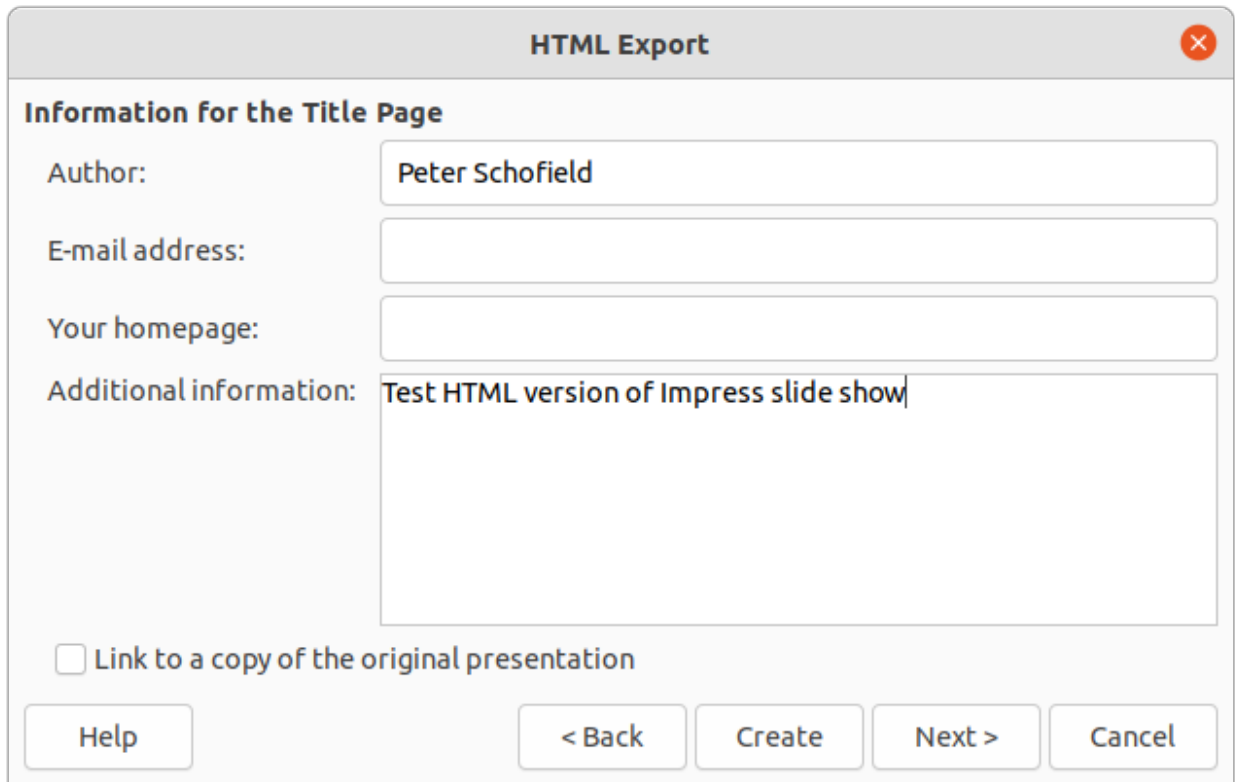 HTML Export
Information for the Title Page
Author: Peter Schofield
E-mail address:
Your homepage:
Additional information: Test HTML version of Impress slide show
Link to a copy of the original presentation
Help < Back Create Next > Cancel